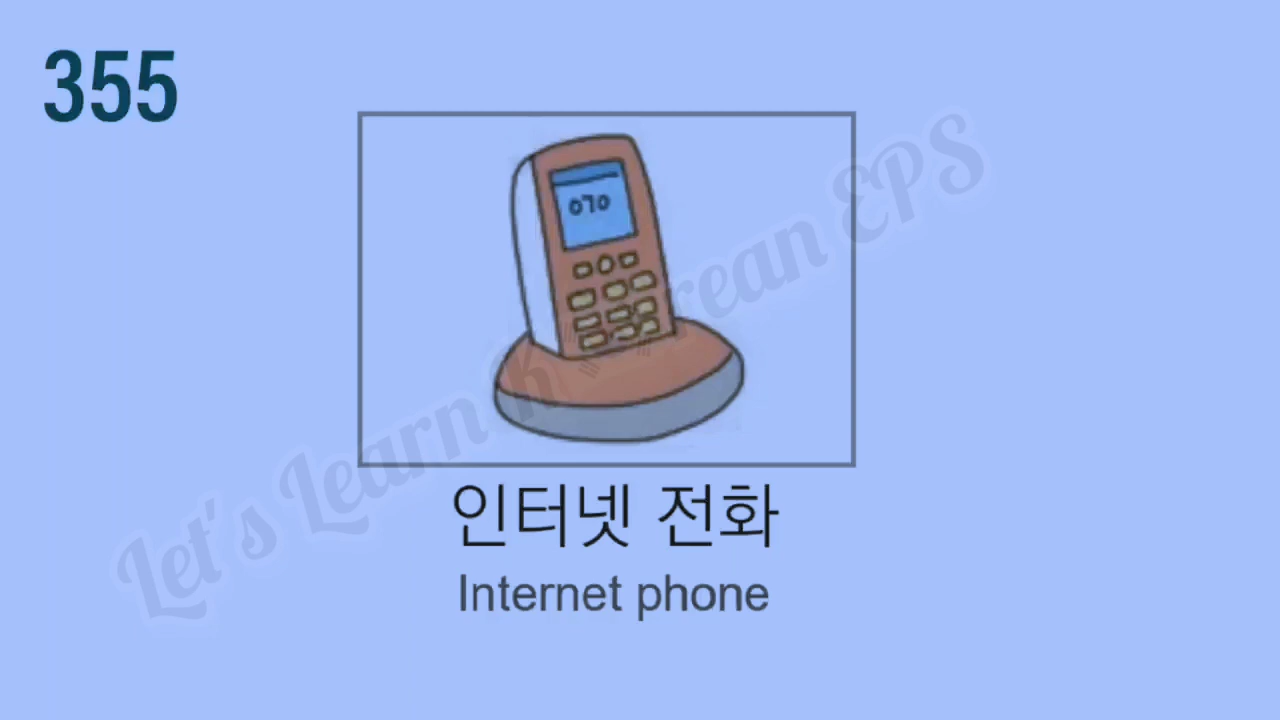 355
070
인터넷 전화
Internet phone
Let's Learn Korean EPS